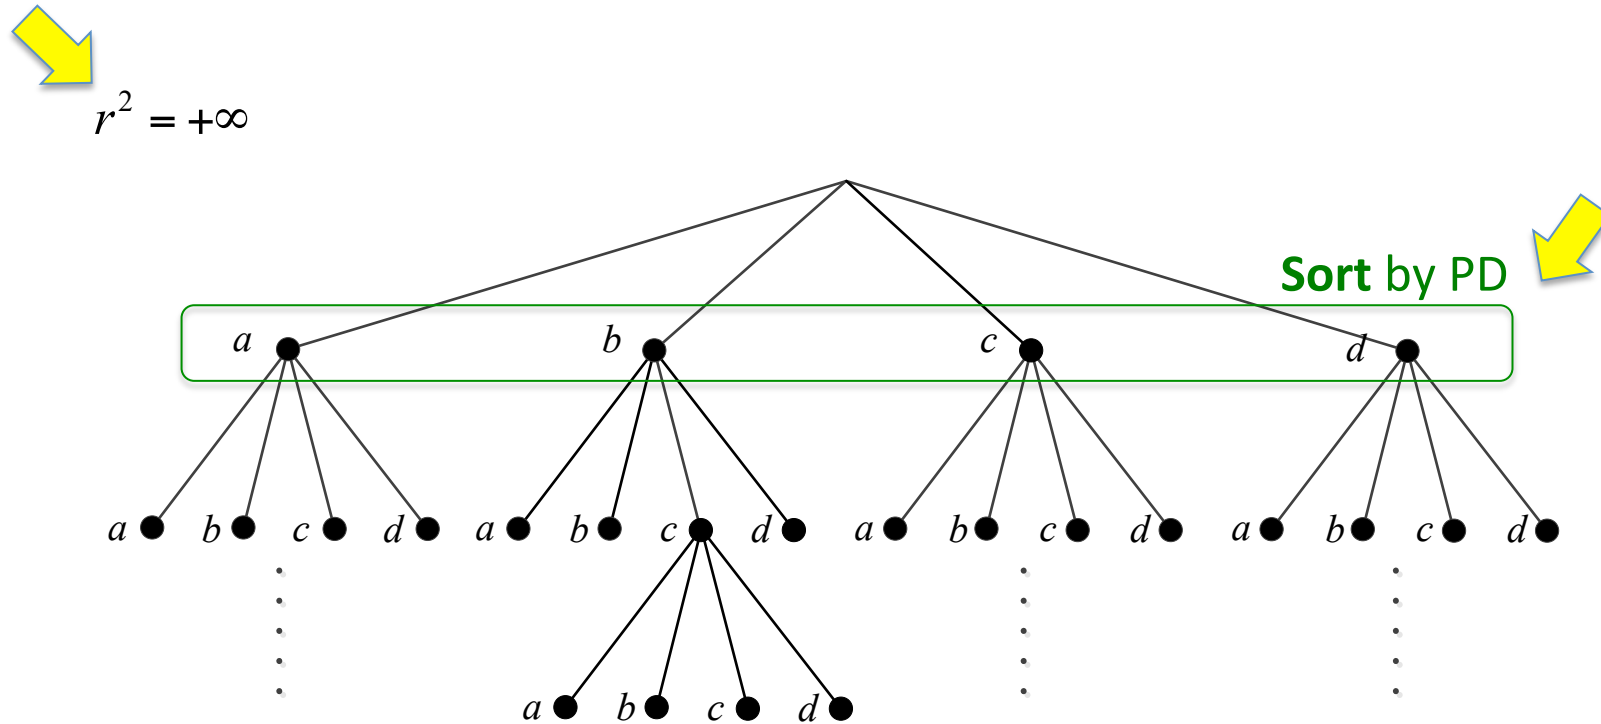 r² = +∞
Sort by PD
a b c d
a b c d a b c d a b c d a b c d
a b c d